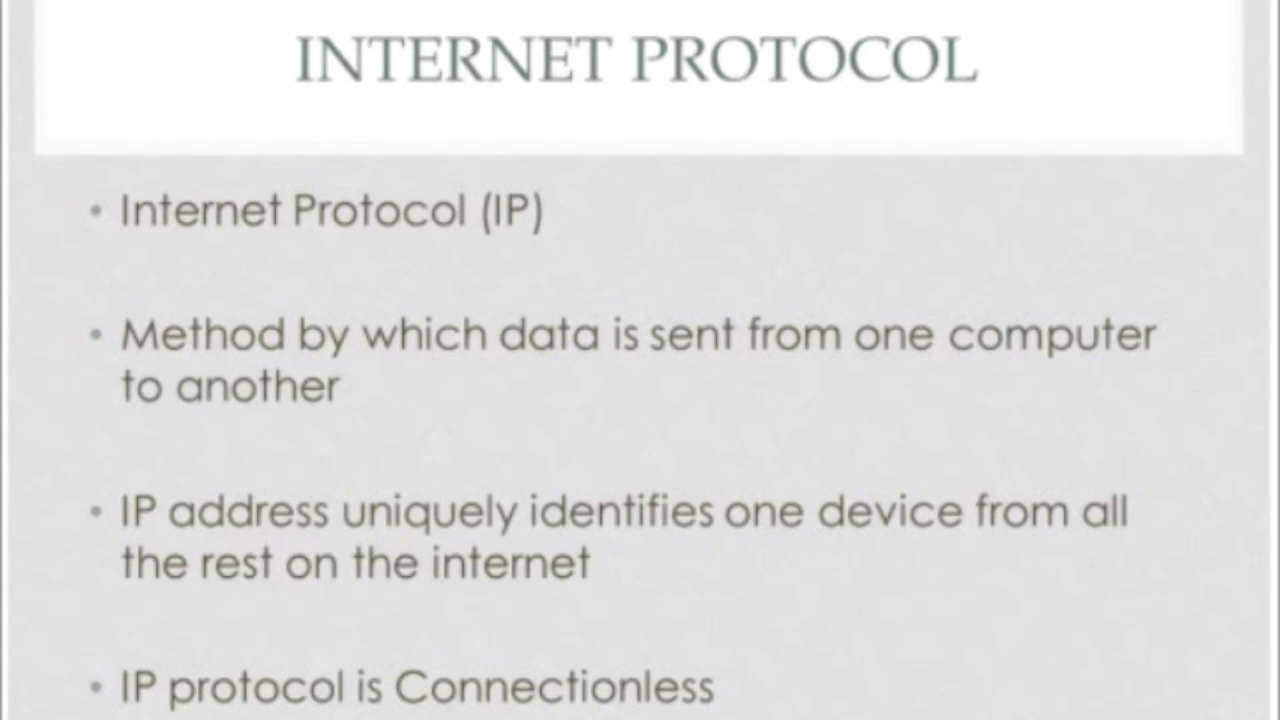 INTERNET PROTOCOL
• Internet Protocol (IP)
• Method by which data is sent from one computer
to another
• IP address uniquely identifies one device from all
the rest on the internet
• IP protocol is Connectionless